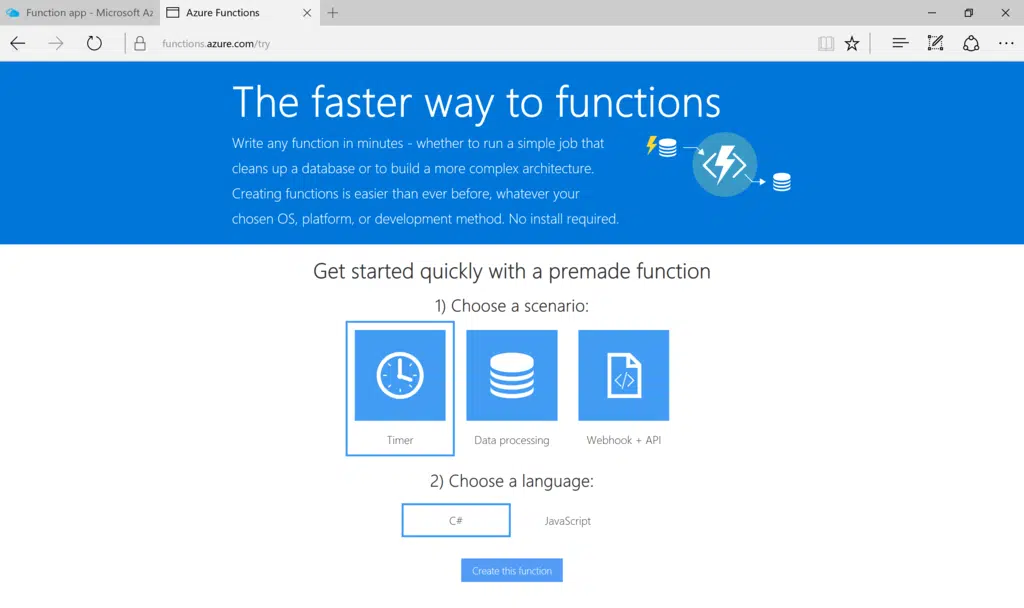 Function app - Microsoft Az
Azure Functions
functions.azure.com/try
The faster way to functions
Write any function in minutes - whether to run a simple job that
cleans up a database or to build a more complex architecture.
Creating functions is easier than ever before, whatever your
chosen OS, platform, or development method. No install required.
Get started quickly with a premade function
1) Choose a scenario:
Timer
Data processing
Webhook + API
2) Choose a language:
C#
JavaScript
Create this function